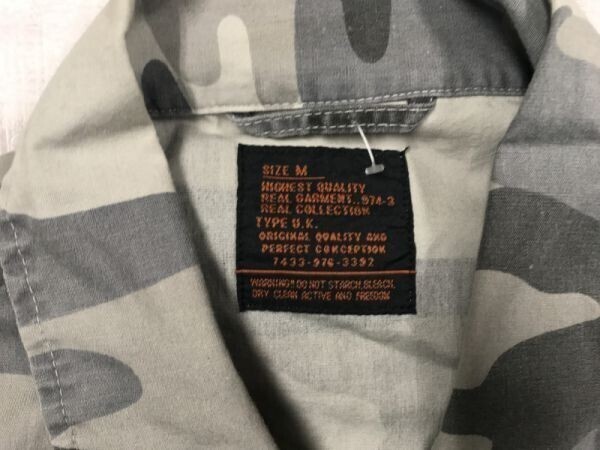 SIZE M
HIGHEST QUALITY
REAL GARMENT..974-3
REAL COLLECTION
TYPE U.K.
ORIGINAL QUALITY AND
PERFECT CONCEPTION
7433-976-3392
WARNING!! DO NOT STARCH, BLEACH,
DRY CLEAN ACTIVE AND FREEDOM